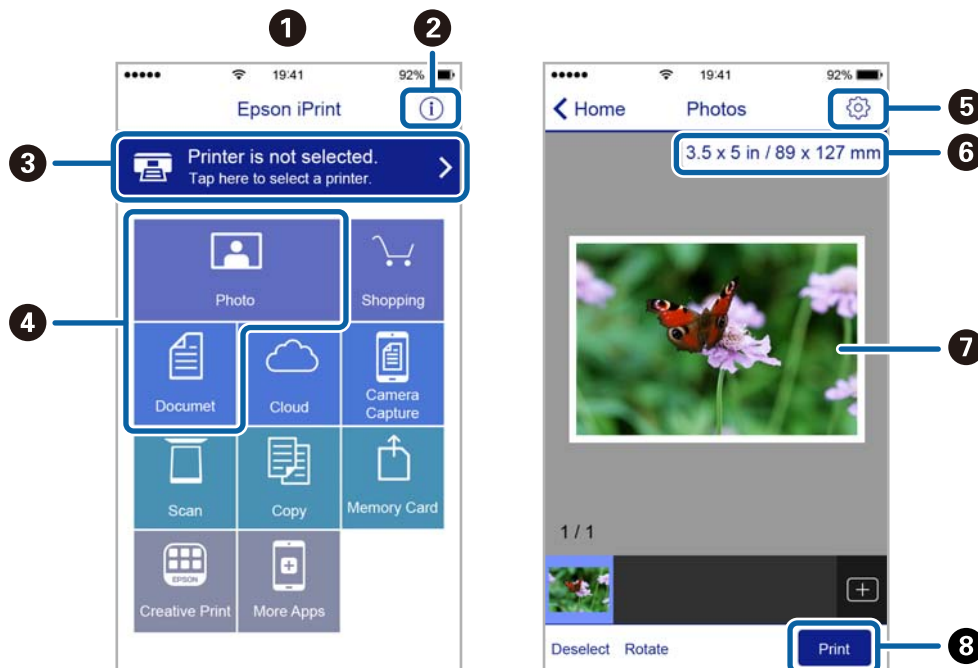 1
2
19:41
92%
Epson iPrint
i
3
Printer is not selected.
Tap here to select a printer.
4
Photo
Shopping
Documet
Cloud
Camera
Capture
Scan
Copy
Memory Card
EPSON
Creative Print
More Apps
19:41
92%
Home
Photos
5
3.5 x 5 in / 89 x 127 mm
6
7
1 / 1
Deselect
Rotate
Print
8